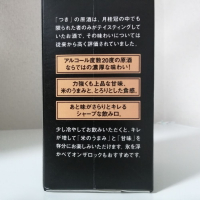 「つき」の原酒は、月桂冠の中でも
限られた者のみがテイスティングして
いたお酒で、その味わいについては
従来から高く評価されていました。
アルコール度数20度の原酒
ならではの濃厚な味わい!
力強くも上品な甘味。
米のうまみと、とろりとした食感。
あと味がさらりとキレる
シャープな飲み口。
少し冷やしてお飲みいただくと、キレ
が増して「米のうまみ」と「甘味」を
存分にお楽しみいただけます。氷を浮
かべてオンザロックもおすすめです。